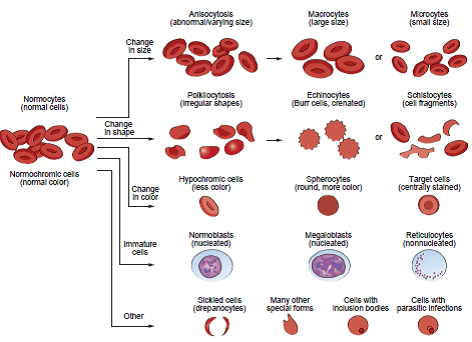 Anisocytosis
(abnormal/varying size)
Macrocytes
(large size)
Microcytes
(small size)
Change
in size
or
Normocytes
(normal cells)
Poikilocytosis
(irregular shapes)
Echinocytes
(Burr cells, crenated)
Schistocytes
(cell fragments)
Change
in shape
or
Normochromic cells
(normal color)
Hypochromic cells
(less color)
Spherocytes
(round, more color)
Target cells
(centrally stained)
Change
in color
Normoblasts
(nucleated)
Megaloblasts
(nucleated)
Reticulocytes
(nonnucleated)
Immature
cells
Sickled cells
(drepanocytes)
Many other
special forms
Cells with
inclusion bodies
Cells with
parasitic infections
Other